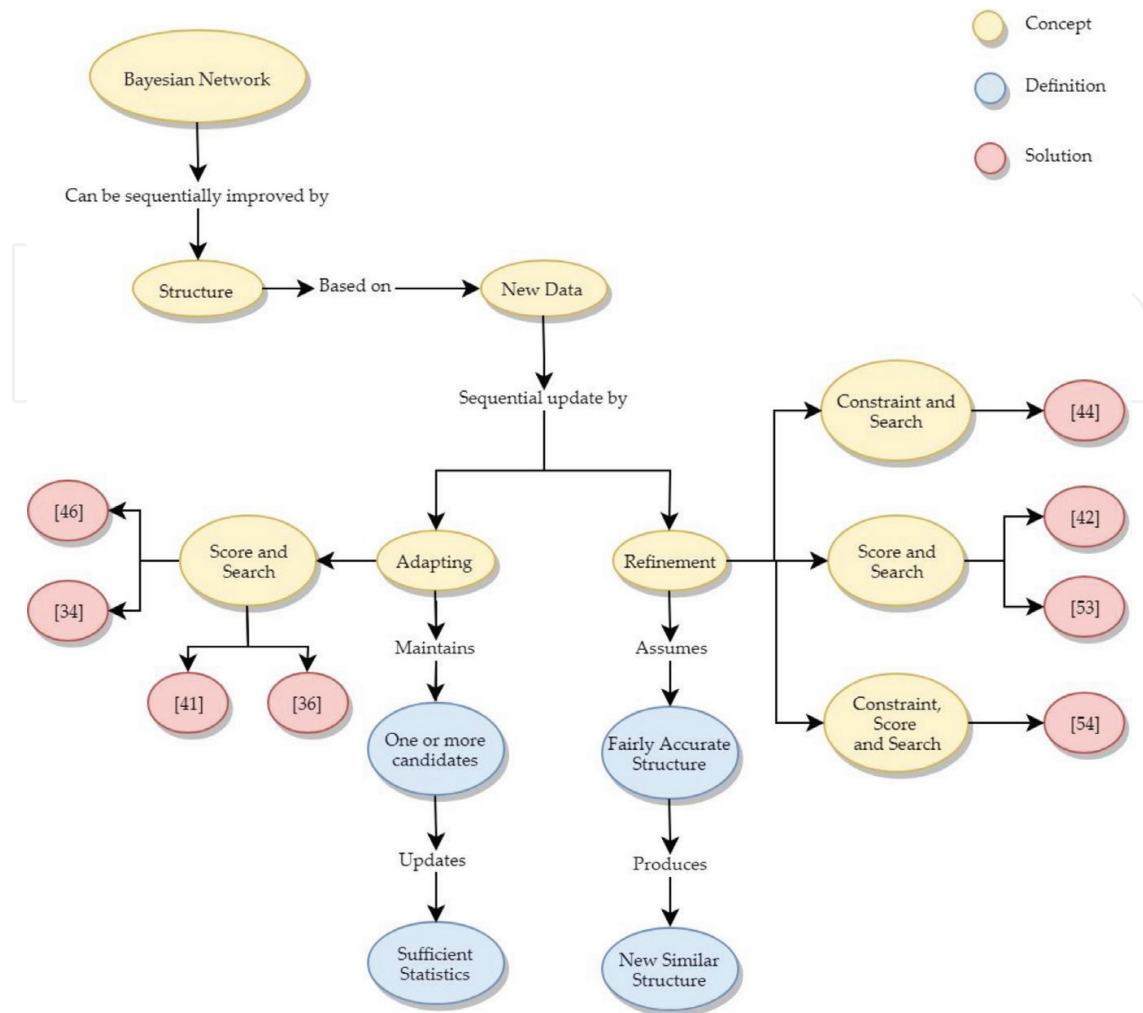 Concept
Bayesian Network
Definition
Solution
Can be sequentially improved by
Structure
Based on
New Data
Sequential update by
Constraint and
Search
[44]
[46]
[42]
Score and
Search
Adapting
Refinement
Score and
Search
[34]
[53]
Maintains
Assumes
[41]
[36]
Constraint,
Score
and Search
[54]
One or more
candidates
Fairly Accurate
Structure
Updates
Produces
Sufficient
Statistics
New Similar
Structure